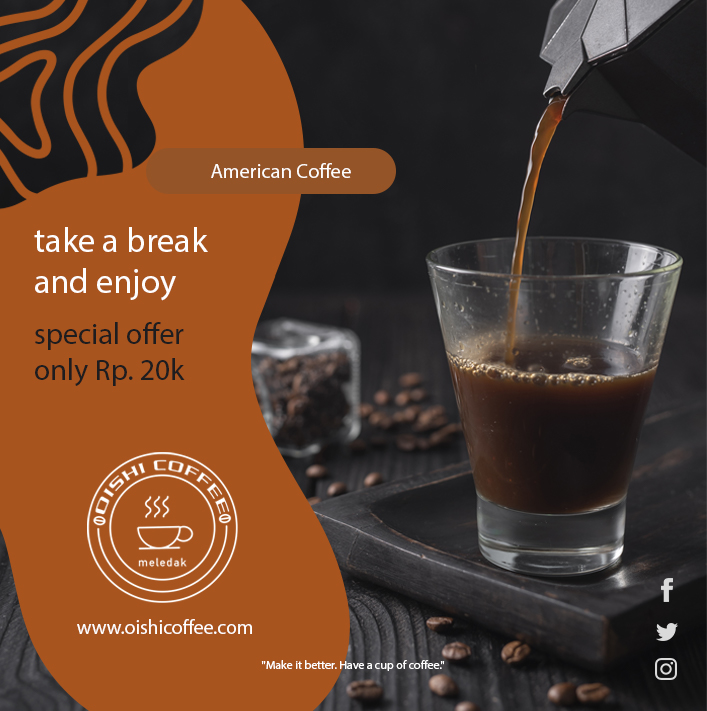 American Coffee
take a break
and enjoy
special offer
only Rp. 20k
OISHI COFFEE
meledak
www.oishicoffee.com
"Make it better. Have a cup of coffee."